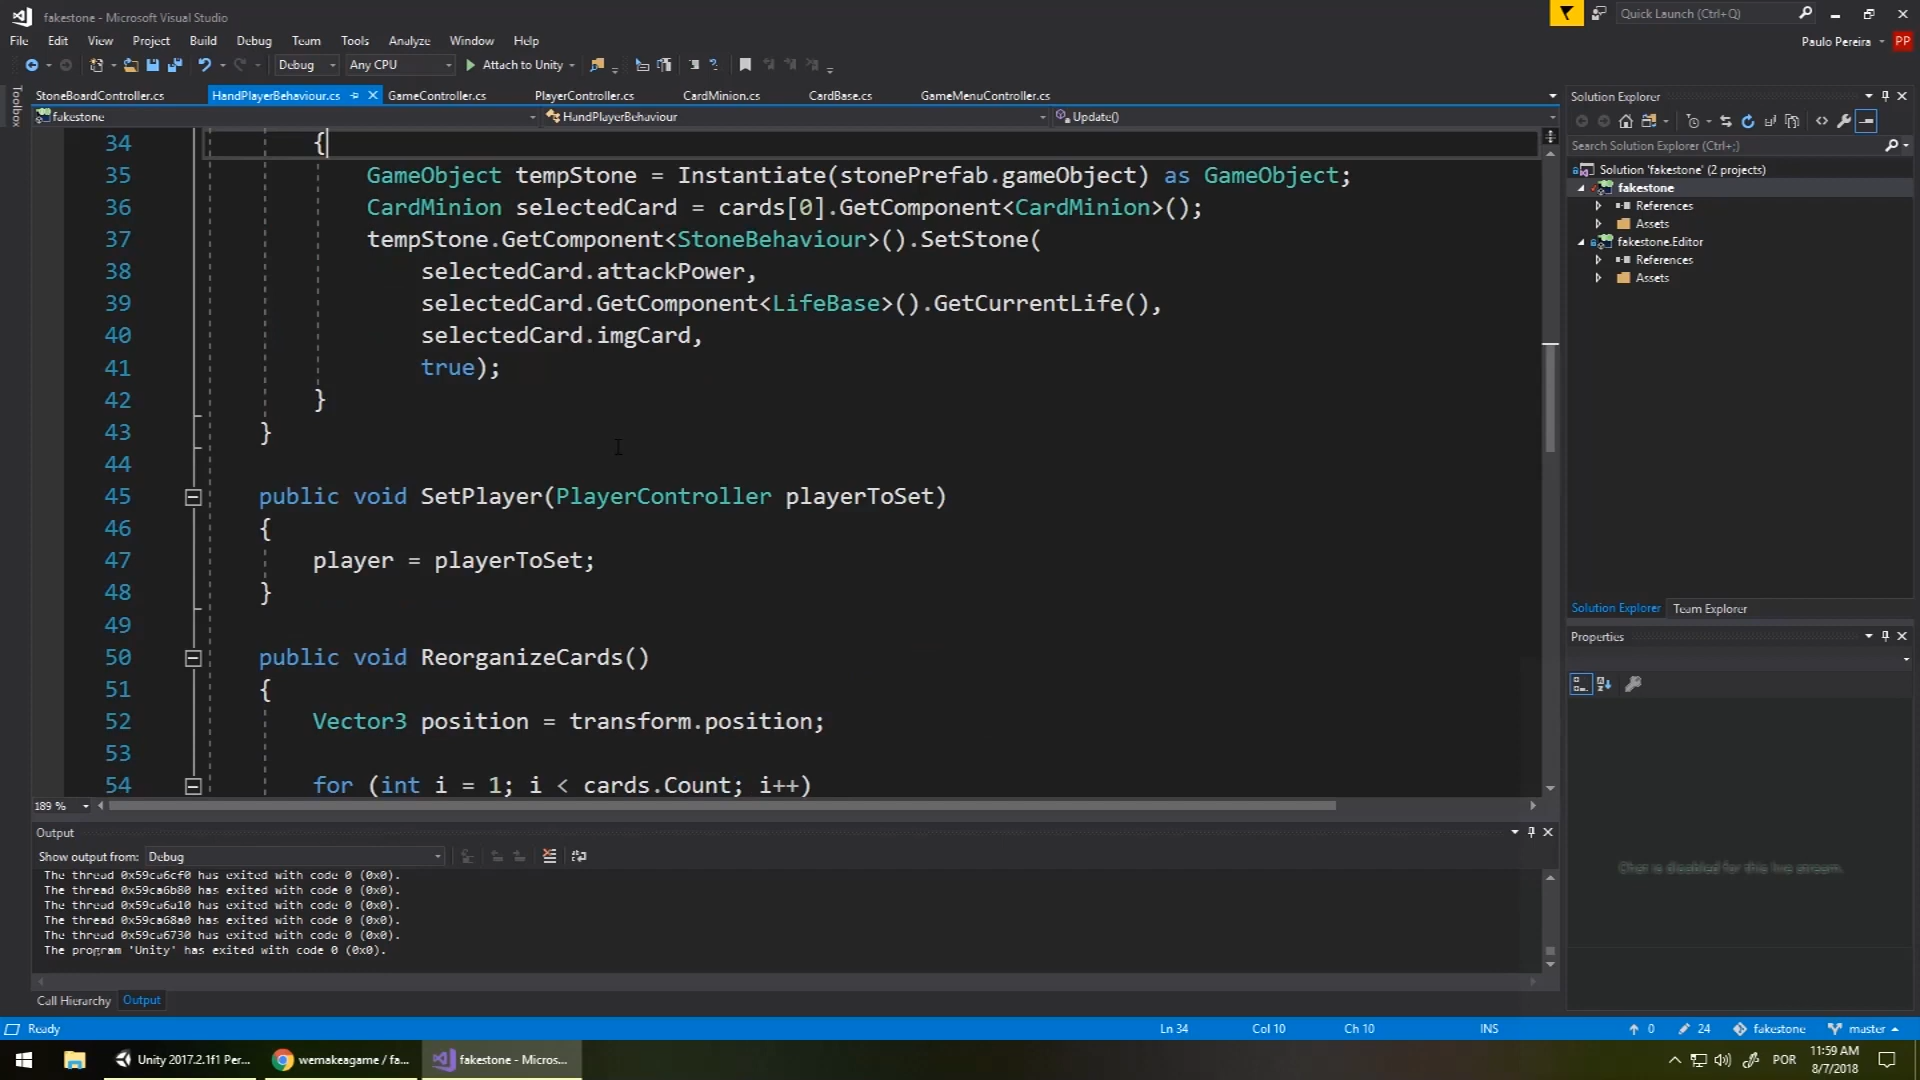 fakestone - Microsoft Visual Studio
Quick Launch (Ctrl+Q)
File Edit View Project Build Debug Team Tools Analyze Window Help
Paulo Pereira PP
Debug Any CPU Attach to Unity
Toolbox
StoneBoardController.cs HandPlayerBehaviour.cs GameController.cs PlayerController.cs CardMinion.cs CardBase.cs GameMenuController.cs
fakestone HandPlayerBehaviour Update()
34 {
35 GameObject tempStone = Instantiate(stonePrefab.gameObject) as GameObject;
36 CardMinion selectedCard = cards[0].GetComponent<CardMinion>();
37 tempStone.GetComponent<StoneBehaviour>().SetStone(
38 selectedCard.attackPower,
39 selectedCard.GetComponent<LifeBase>().GetCurrentLife(),
40 selectedCard.imgCard,
41 true);
42 }
43 }
44
45 public void SetPlayer(PlayerController playerToSet)
46 {
47 player = playerToSet;
48 }
49
50 public void ReorganizeCards()
51 {
52 Vector3 position = transform.position;
53
54 for (int i = 1; i < cards.Count; i++)
189 %
Solution Explorer
Search Solution Explorer (Ctrl+;)
Solution 'fakestone' (2 projects)
fakestone
References
Assets
fakestone.Editor
References
Assets
Solution Explorer Team Explorer
Properties
Chat is disabled for this live stream.
Output
Show output from: Debug
The thread 0x59ca6cf0 has exited with code 0 (0x0).
The thread 0x59ca6b80 has exited with code 0 (0x0).
The thread 0x59ca6a10 has exited with code 0 (0x0).
The thread 0x59ca68a0 has exited with code 0 (0x0).
The thread 0x59ca6730 has exited with code 0 (0x0).
The program 'Unity' has exited with code 0 (0x0).
Call Hierarchy Output
Ready Ln 34 Col 10 Ch 10 INS 0 24 fakestone master
Unity 2017.2.1f1 Per... wemakeagame / fa... fakestone - Micros... POR 11:59 AM
8/7/2018